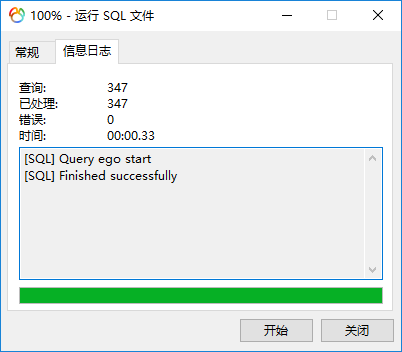 100% - 运行 SQL 文件
常规 信息日志
查询: 347
已处理: 347
错误: 0
时间: 00:00.33
[SQL] Query ego start
[SQL] Finished successfully
开始 关闭